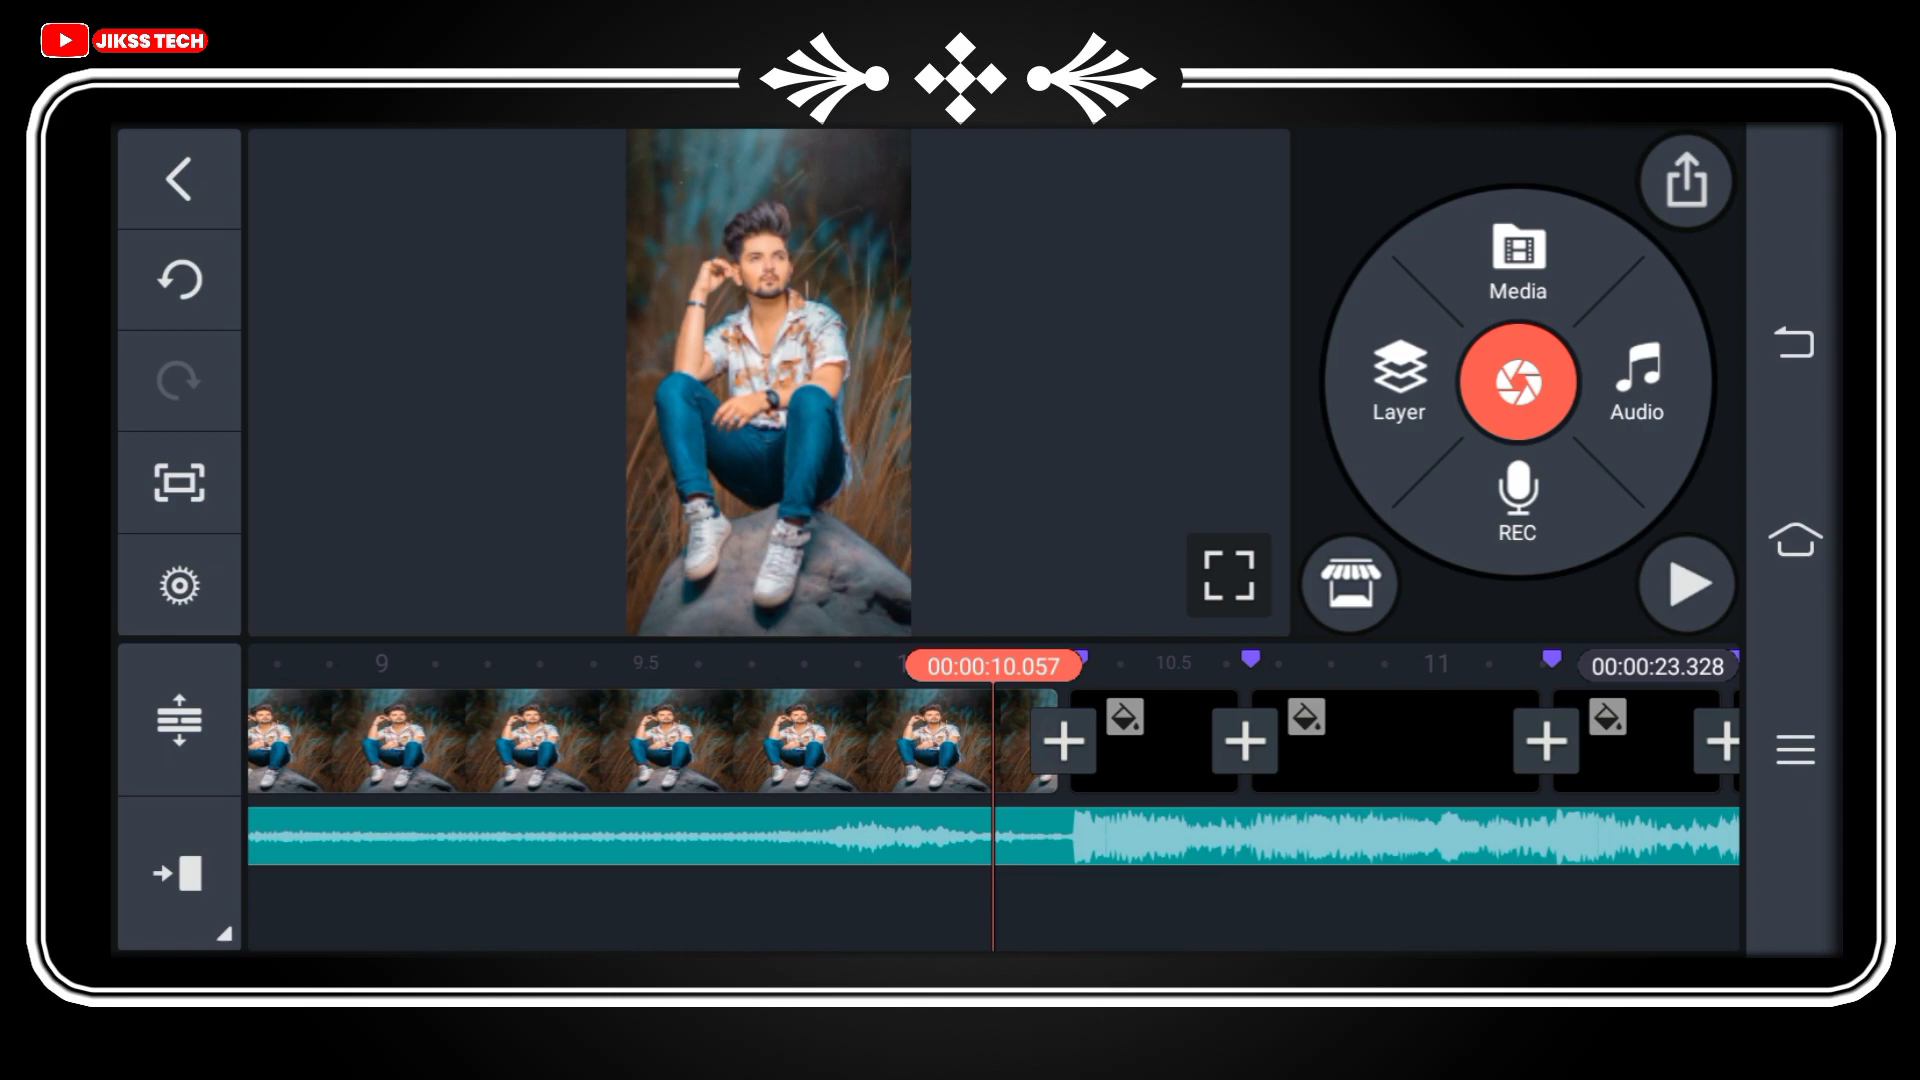 JIKSS TECH
Media
Layer
Audio
REC
9
9.5
00:00:10.057
10.5
11
00:00:23.328